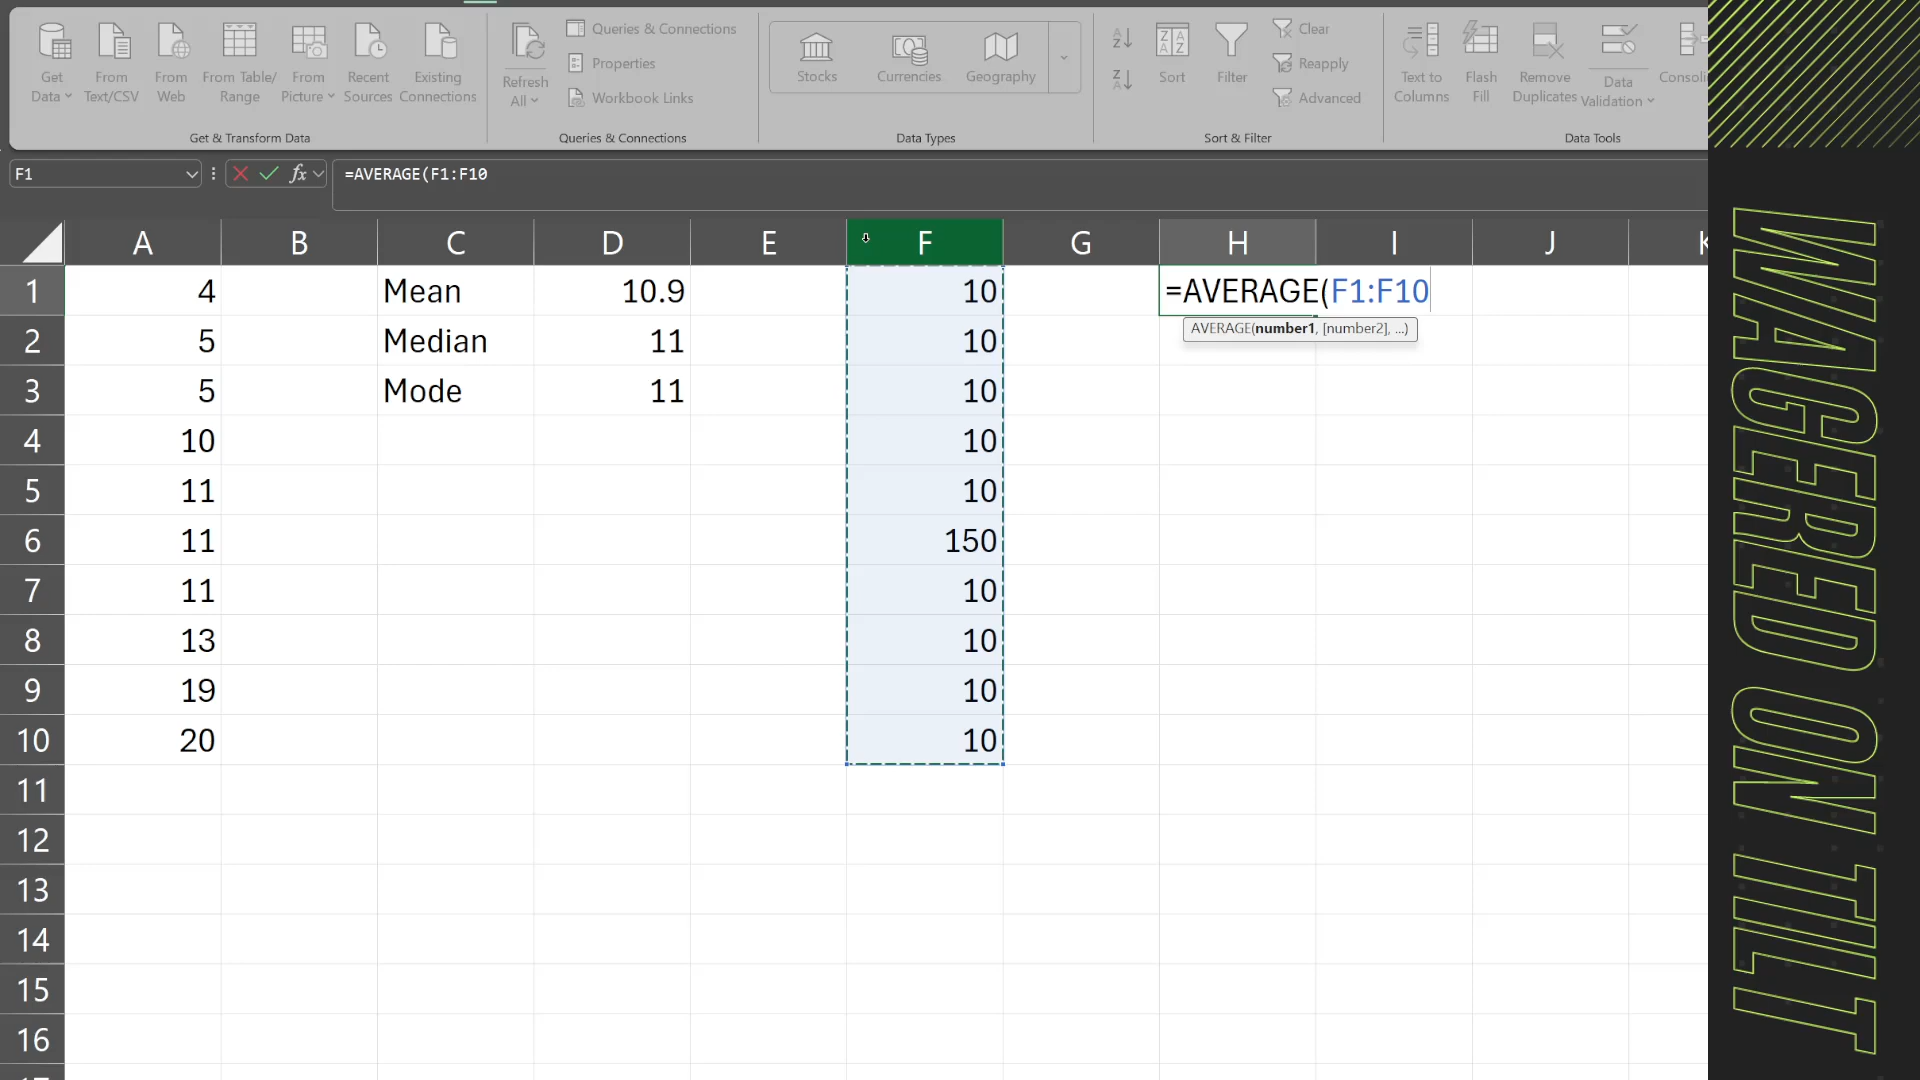 Get Data
From Text/CSV
From Web
From Table/ Range
From Picture
Recent Sources
Existing Connections
Get & Transform Data
Refresh All
Queries & Connections
Properties
Workbook Links
Queries & Connections
Stocks
Currencies
Geography
Data Types
Sort
Filter
Clear
Reapply
Advanced
Sort & Filter
Text to Columns
Flash Fill
Remove Duplicates
Data Validation
Consoli
Data Tools
F1
fx
=AVERAGE(F1:F10
A B C D E F G H I J K
1 4 Mean 10.9 10 =AVERAGE(F1:F10
AVERAGE(number1, [number2], ...)
2 5 Median 11 10
3 5 Mode 11 10
4 10 10
5 11 10
6 11 150
7 11 10
8 13 10
9 19 10
10 20 10
11
12
13
14
15
16
WAGERED ON TILT